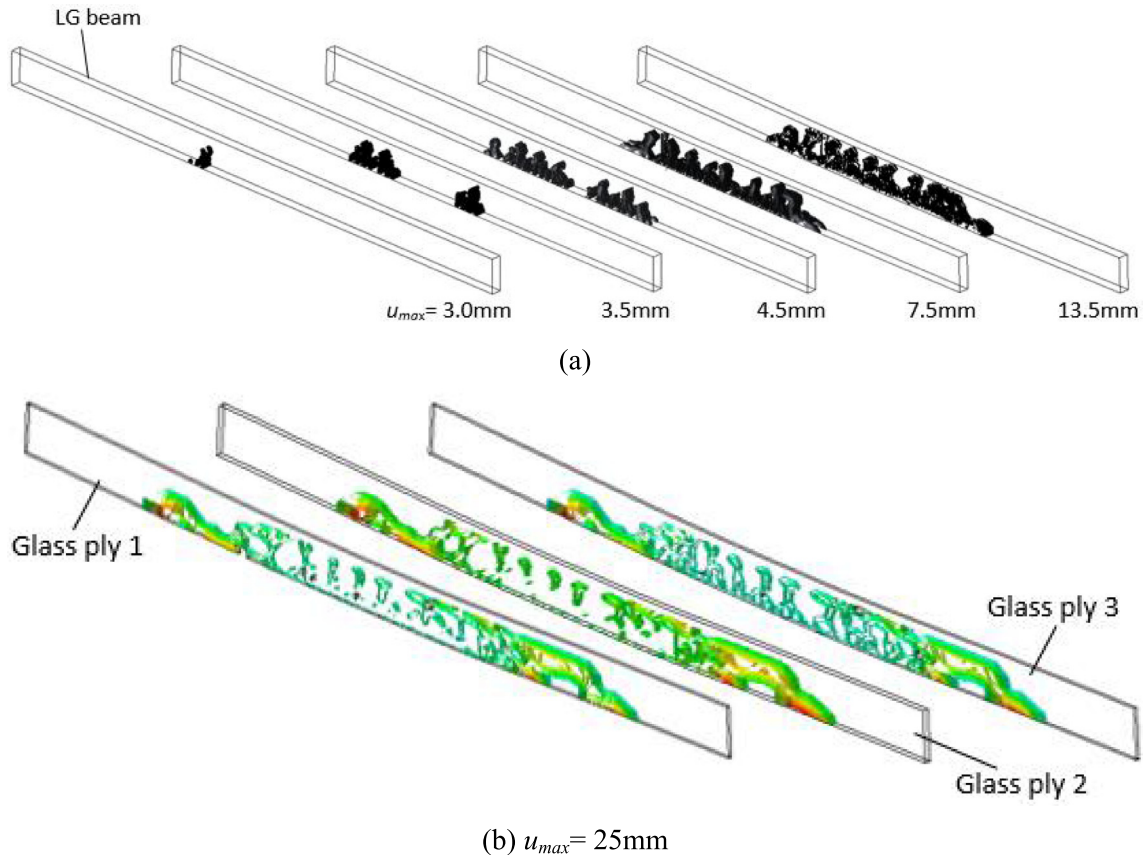 LG beam
u_max= 3.0mm 3.5mm 4.5mm 7.5mm 13.5mm
(a)
Glass ply 1
Glass ply 3
Glass ply 2
(b) u_max= 25mm